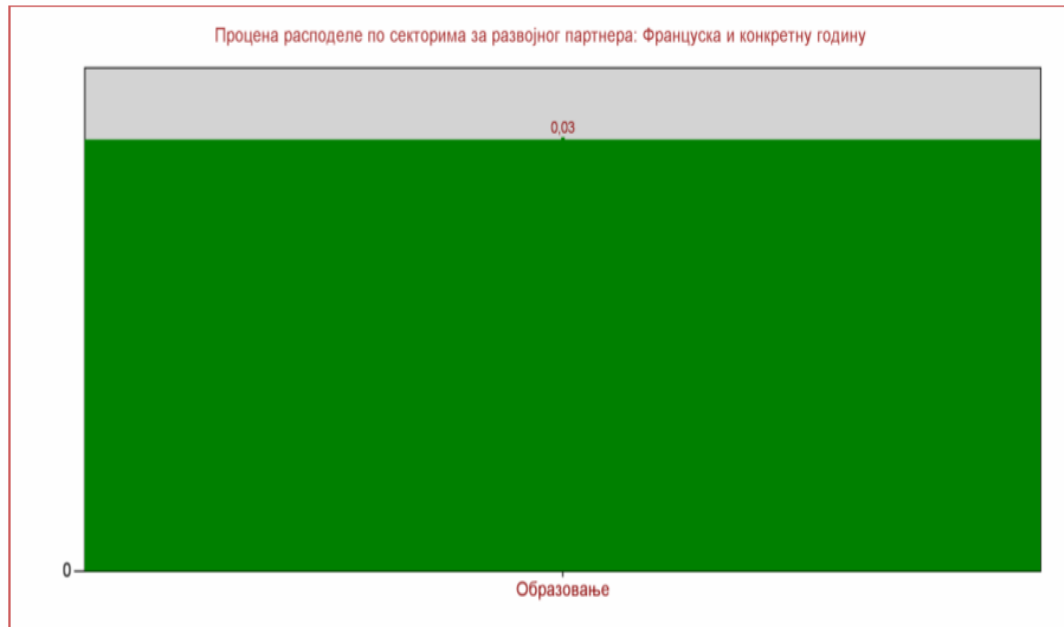 Процена расподеле по секторима за развојног партнера: Француска и конкретну годину
0,03
0
Образовање